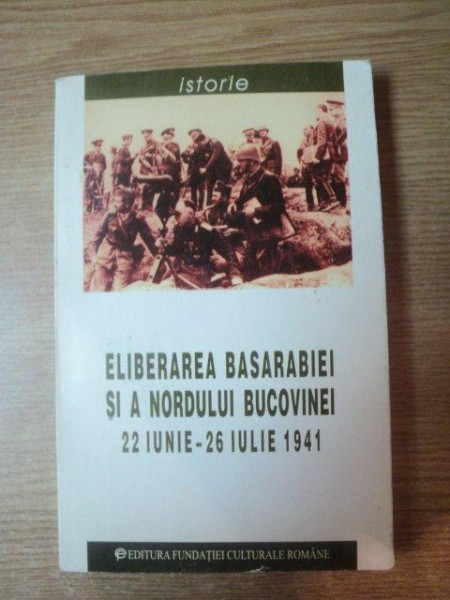 istorie
ELIBERAREA BASARABIEI
ŞI A NORDULUI BUCOVINEI
22 IUNIE - 26 IULIE 1941
EDITURA FUNDAŢIEI CULTURALE ROMÂNE